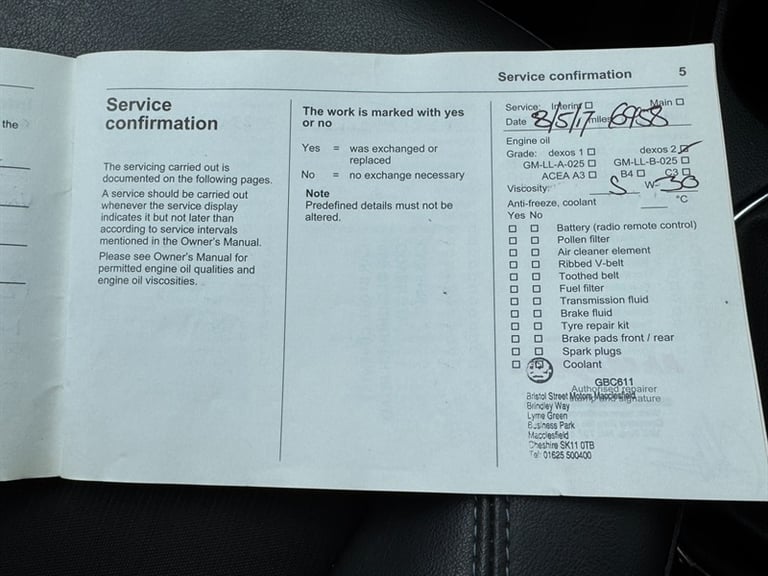 Service confirmation 5
the
Service
confirmation
The servicing carried out is
documented on the following pages.
A service should be carried out
whenever the service display
indicates it but not later than
according to service intervals
mentioned in the Owner's Manual.
Please see Owner's Manual for
permitted engine oil qualities and
engine oil viscosities.
The work is marked with yes
or no
Yes = was exchanged or
replaced
No = no exchange necessary
Note
Predefined details must not be
altered.
Service: Interim Main
Date 8/5/17 miles 6958
Engine oil
Grade: dexos 1 dexos 2
GM-LL-A-025 GM-LL-B-025
ACEA A3 B4 C3
Viscosity: 5 W-30
Anti-freeze, coolant °C
Yes No
Battery (radio remote control)
Pollen filter
Air cleaner element
Ribbed V-belt
Toothed belt
Fuel filter
Transmission fluid
Brake fluid
Tyre repair kit
Brake pads front / rear
Spark plugs
Coolant
GBC611
Authorised repairer
stamp and signature
Bristol Street Motors Macclesfield
Brindley Way
Lyme Green
Business Park
Macclesfield
Cheshire SK11 0TB
Tel: 01625 500400